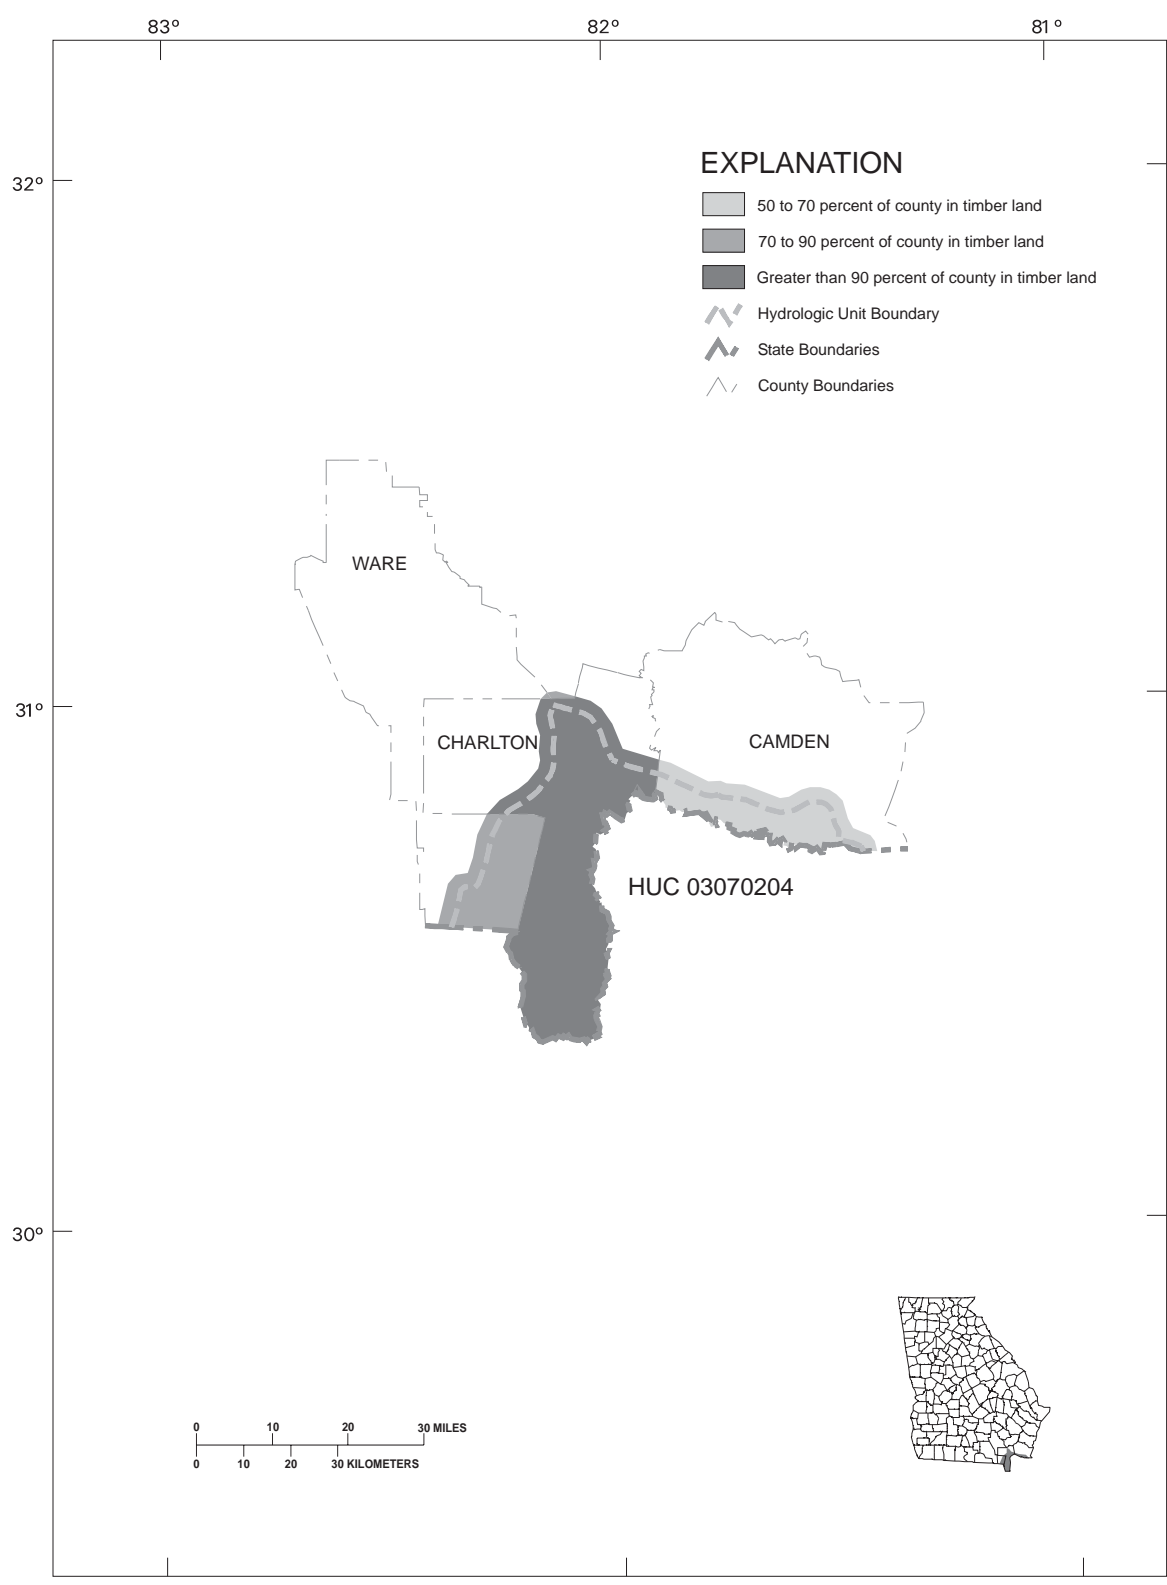 83° 82° 81°
EXPLANATION
32°
50 to 70 percent of county in timber land
70 to 90 percent of county in timber land
Greater than 90 percent of county in timber land
Hydrologic Unit Boundary
State Boundaries
County Boundaries
WARE
31°
CHARLTON
CAMDEN
HUC 03070204
30°
0 10 20 30 MILES
0 10 20 30 KILOMETERS